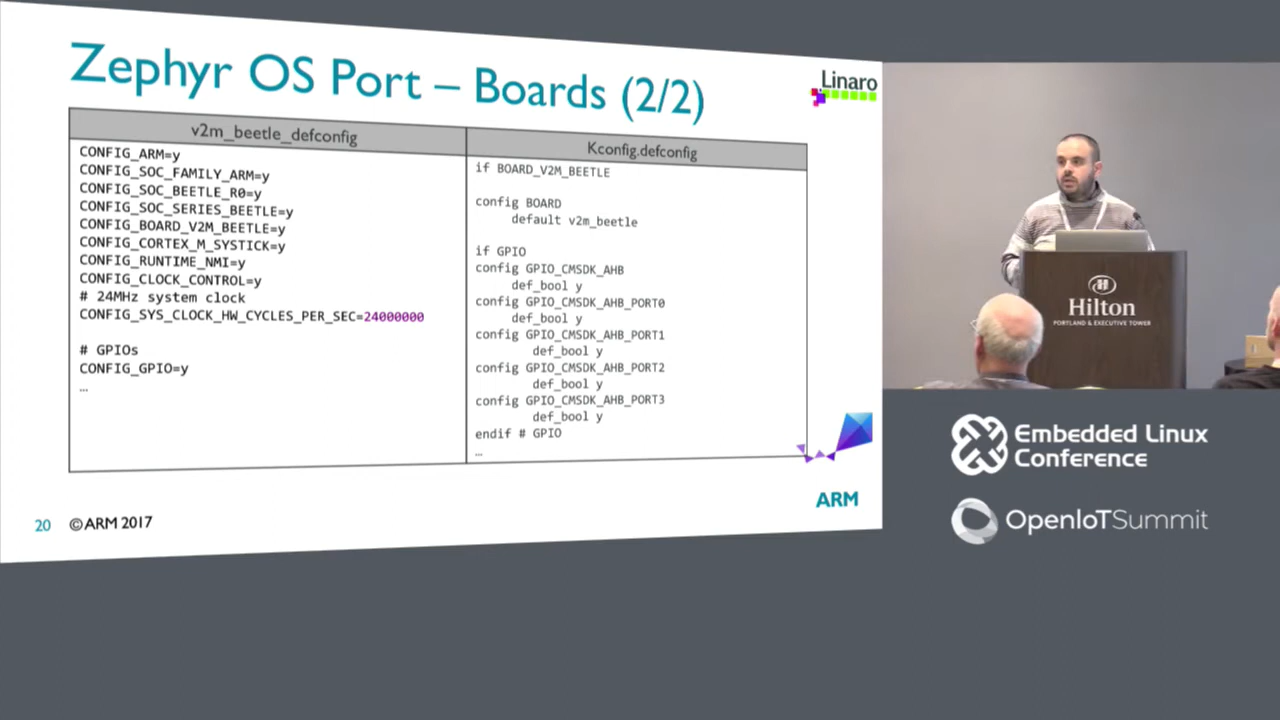 Zephyr OS Port – Boards (2/2)
Linaro
v2m_beetle_defconfig
CONFIG_ARM=y
CONFIG_SOC_FAMILY_ARM=y
CONFIG_SOC_BEETLE_R0=y
CONFIG_SOC_SERIES_BEETLE=y
CONFIG_BOARD_V2M_BEETLE=y
CONFIG_CORTEX_M_SYSTICK=y
CONFIG_RUNTIME_NMI=y
CONFIG_CLOCK_CONTROL=y
# 24MHz system clock
CONFIG_SYS_CLOCK_HW_CYCLES_PER_SEC=24000000
# GPIOs
CONFIG_GPIO=y
…
Kconfig.defconfig
if BOARD_V2M_BEETLE
config BOARD
default v2m_beetle
if GPIO
config GPIO_CMSDK_AHB
def_bool y
config GPIO_CMSDK_AHB_PORT0
def_bool y
config GPIO_CMSDK_AHB_PORT1
def_bool y
config GPIO_CMSDK_AHB_PORT2
def_bool y
config GPIO_CMSDK_AHB_PORT3
def_bool y
endif # GPIO
…
ARM
20 ©ARM 2017
Hilton
PORTLAND & EXECUTIVE TOWER
Embedded Linux
Conference
OpenIoTSummit